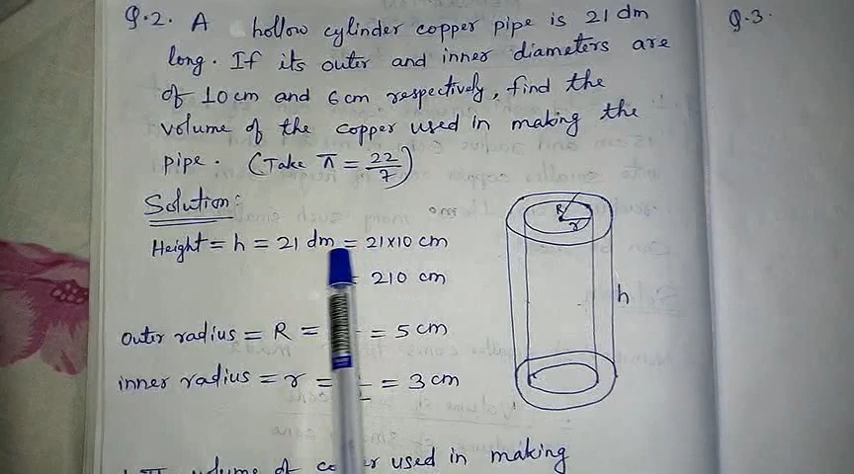 Q.2. A hollow cylinder copper pipe is 21 dm
long. If its outer and inner diameters are
of 10 cm and 6 cm respectively, find the
volume of the copper used in making the
pipe. (Take π = 22/7)
Solution:
Height = h = 21 dm = 21×10 cm
= 210 cm
outer radius = R = = 5 cm
inner radius = r = = 3 cm
volume of used in making
R
r
h
Q.3.